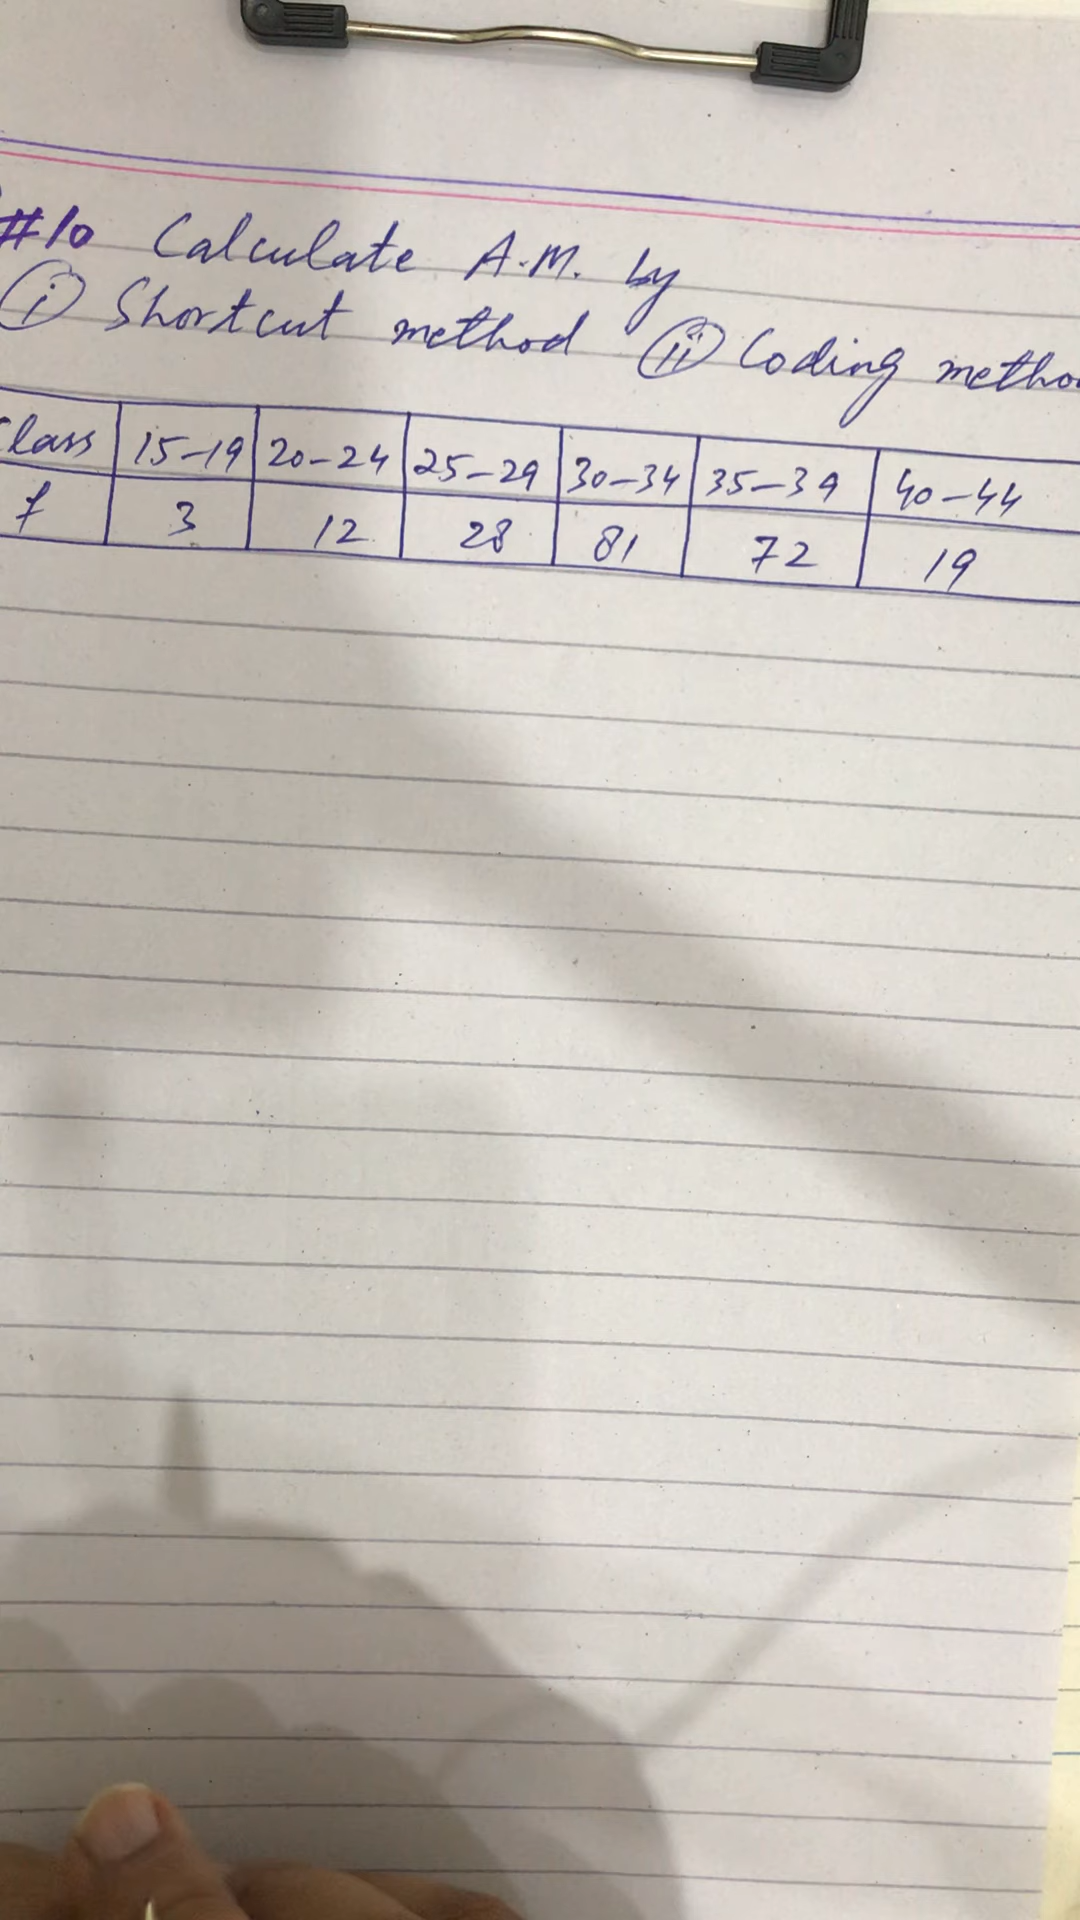 #10 Calculate A.M. by
(i) Shortcut method (ii) Coding metho
Class 15-19 20-24 25-29 30-34 35-39 40-44
f 3 12 28 81 72 19